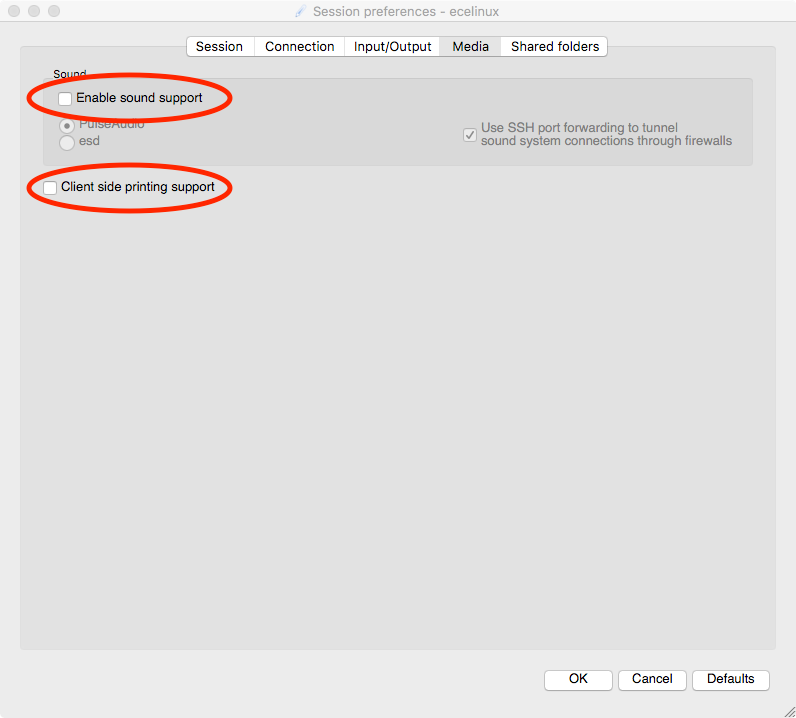 Session preferences - ecelinux
Session Connection Input/Output Media Shared folders
Sound
Enable sound support
PulseAudio
esd
Use SSH port forwarding to tunnel
sound system connections through firewalls
Client side printing support
OK Cancel Defaults